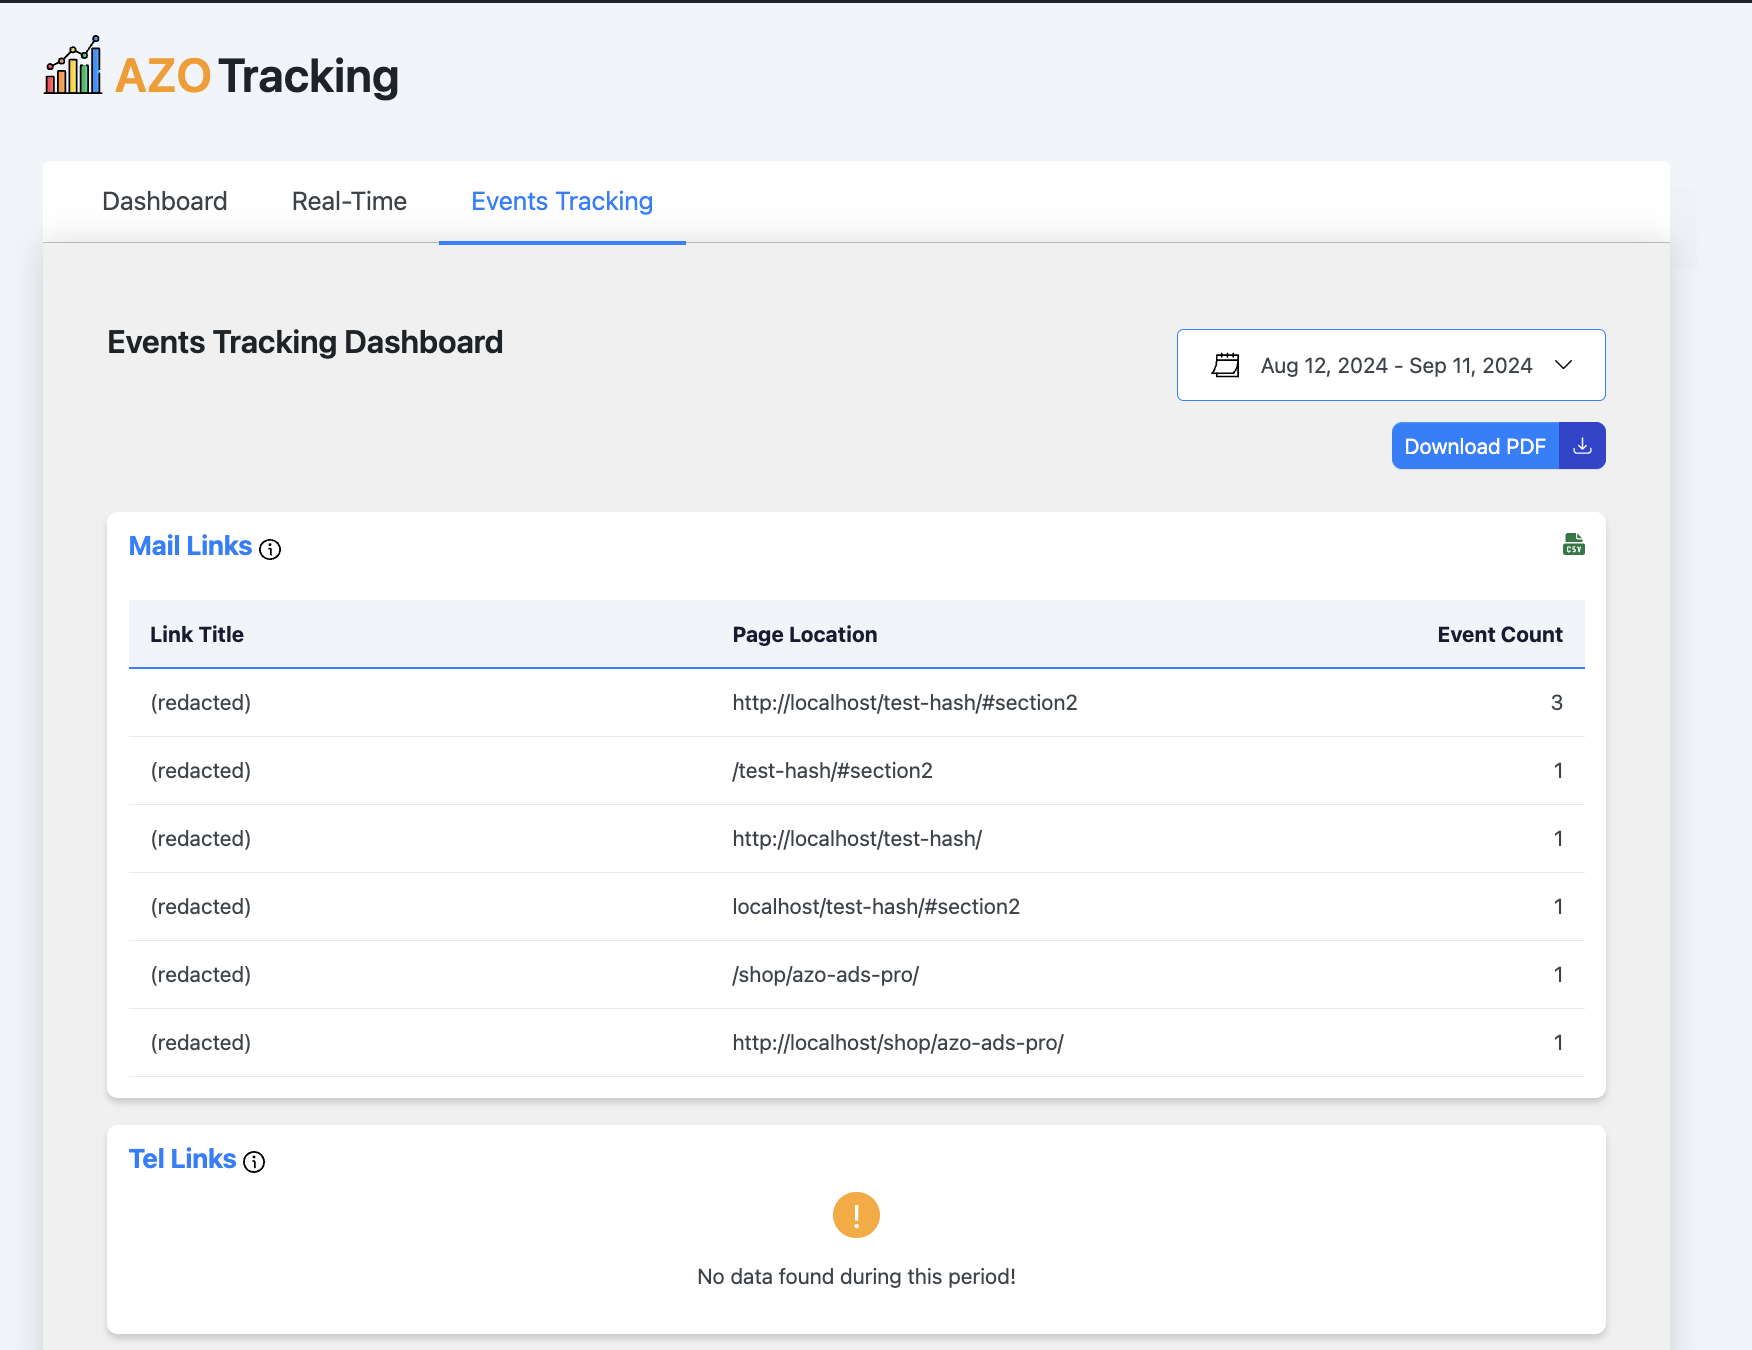 AZO Tracking
Dashboard Real-Time Events Tracking
Events Tracking Dashboard
Aug 12, 2024 - Sep 11, 2024
Download PDF
Mail Links
CSV
Link Title Page Location Event Count
(redacted) http://localhost/test-hash/#section2 3
(redacted) /test-hash/#section2 1
(redacted) http://localhost/test-hash/ 1
(redacted) localhost/test-hash/#section2 1
(redacted) /shop/azo-ads-pro/ 1
(redacted) http://localhost/shop/azo-ads-pro/ 1
Tel Links
No data found during this period!